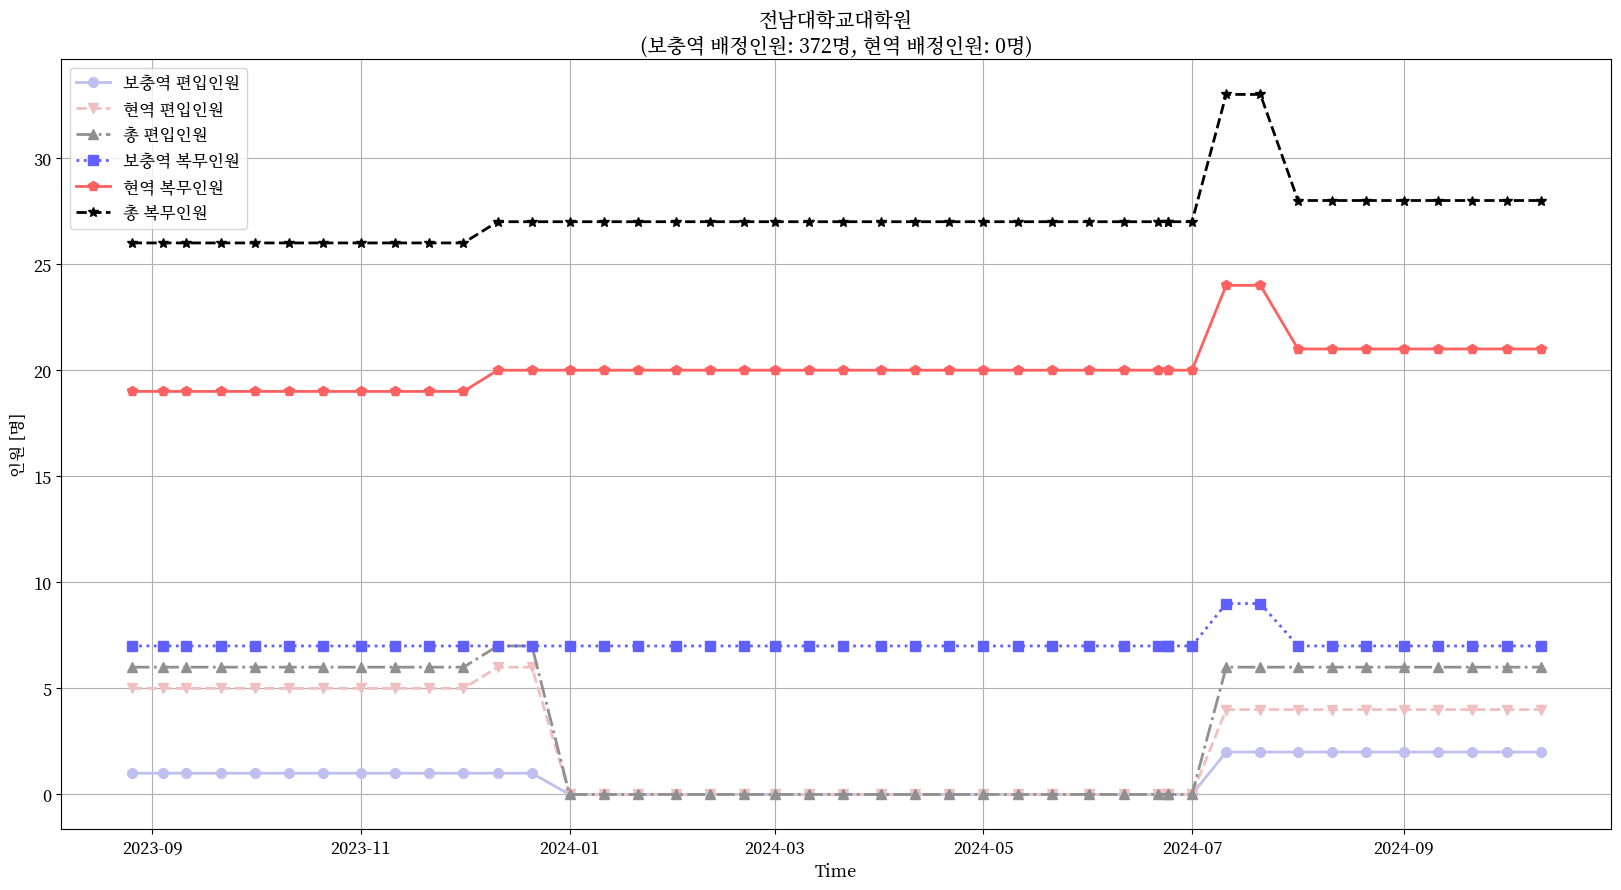 전남대학교대학원
(보충역 배정인원: 372명, 현역 배정인원: 0명)
보충역 편입인원
현역 편입인원
총 편입인원
보충역 복무인원
현역 복무인원
총 복무인원
30
25
20
15
10
5
0
인원 [명]
2023-09
2023-11
2024-01
2024-03
2024-05
2024-07
2024-09
Time